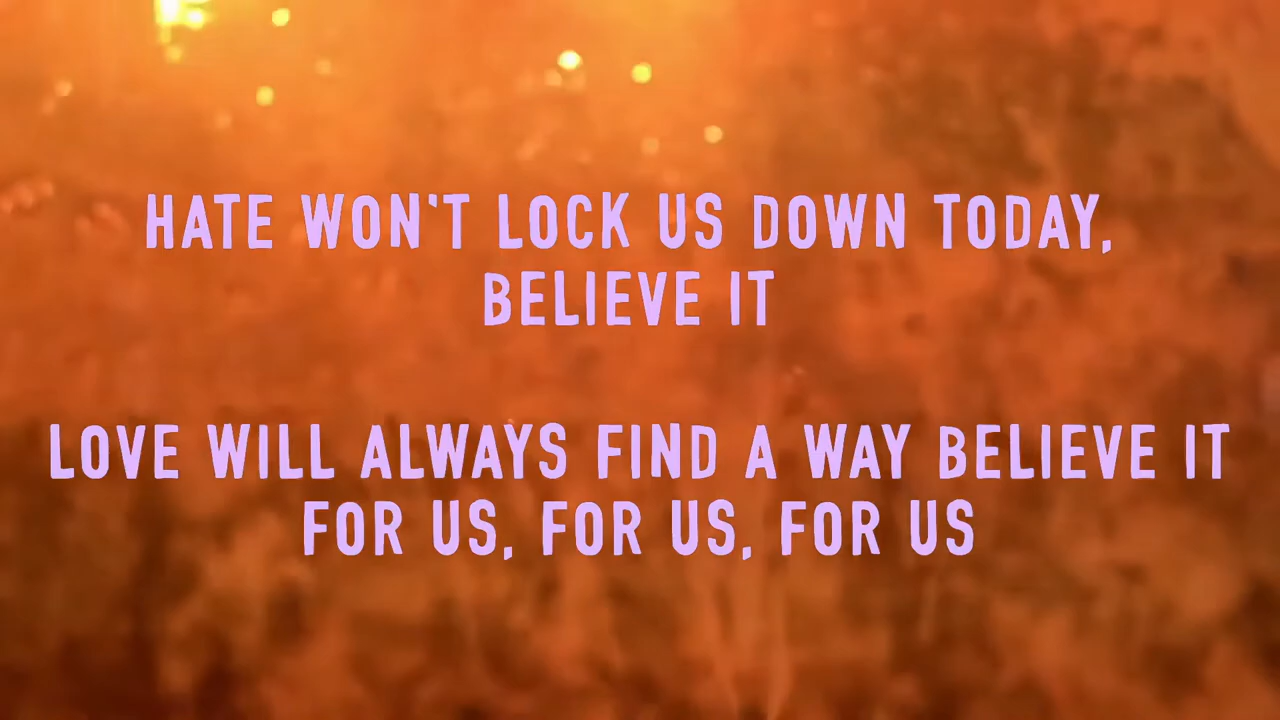 HATE WON'T LOCK US DOWN TODAY,
BELIEVE IT
LOVE WILL ALWAYS FIND A WAY BELIEVE IT
FOR US, FOR US, FOR US